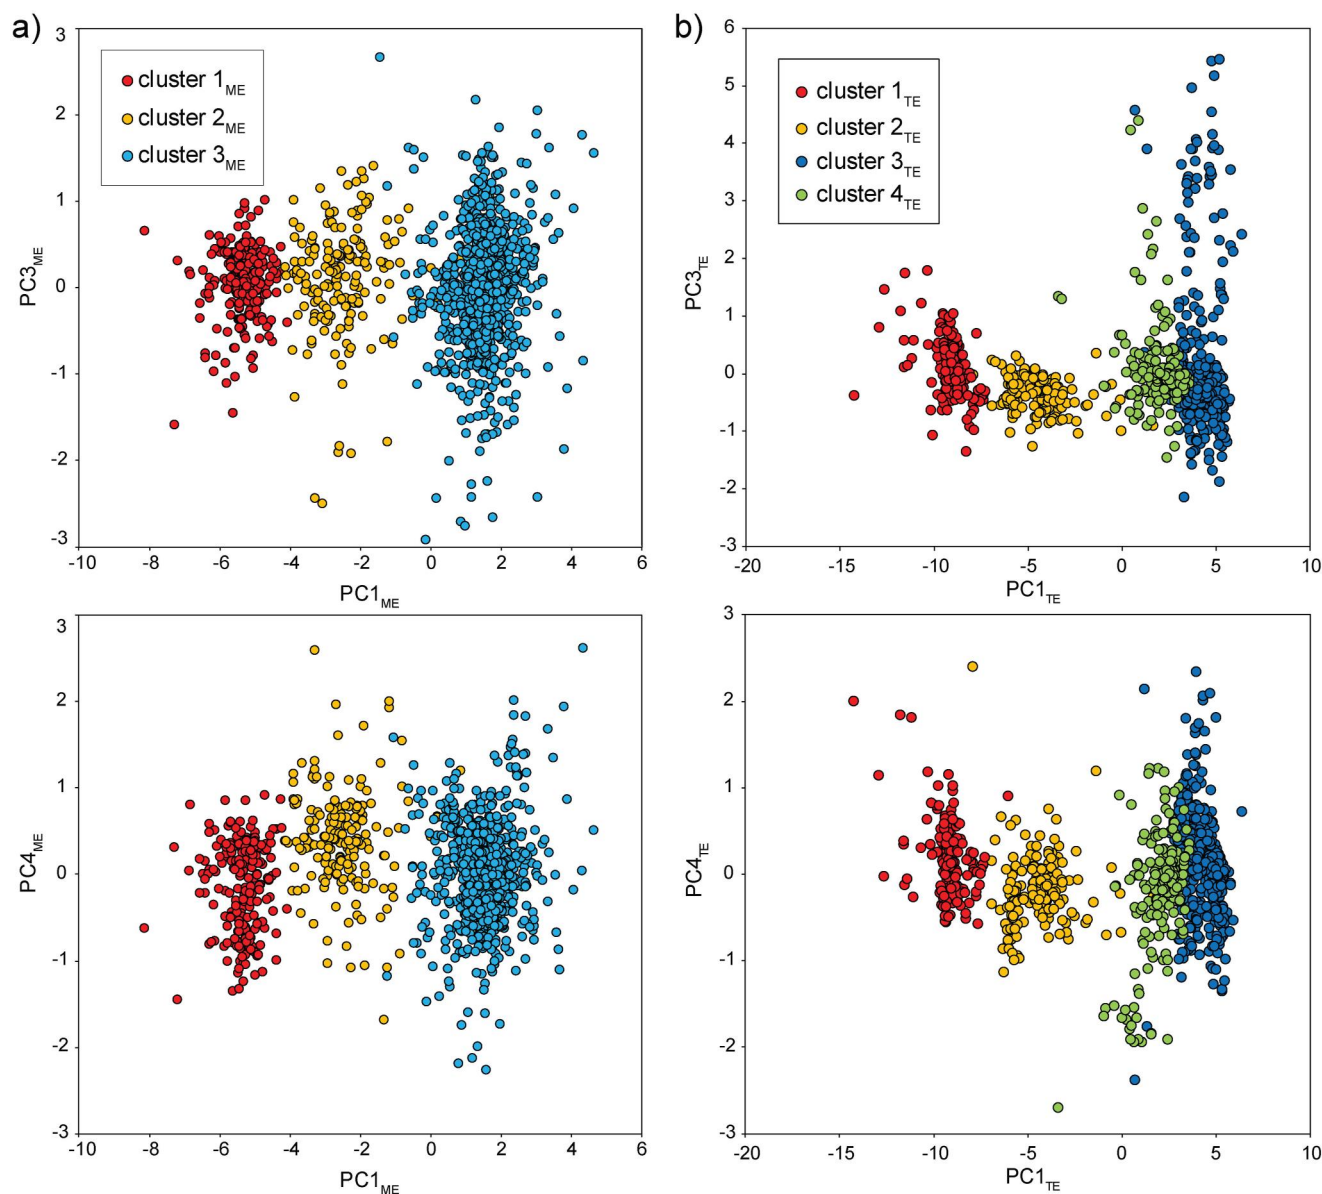 a)
3
2
1
0
-1
-2
-3
PC3ME
cluster 1ME
cluster 2ME
cluster 3ME
-10 -8 -6 -4 -2 0 2 4 6
PC1ME
b)
6
5
4
3
2
1
0
-1
-2
-3
PC3TE
cluster 1TE
cluster 2TE
cluster 3TE
cluster 4TE
-20 -15 -10 -5 0 5 10
PC1TE
3
2
1
0
-1
-2
-3
PC4ME
-10 -8 -6 -4 -2 0 2 4 6
PC1ME
3
2
1
0
-1
-2
-3
PC4TE
-20 -15 -10 -5 0 5 10
PC1TE